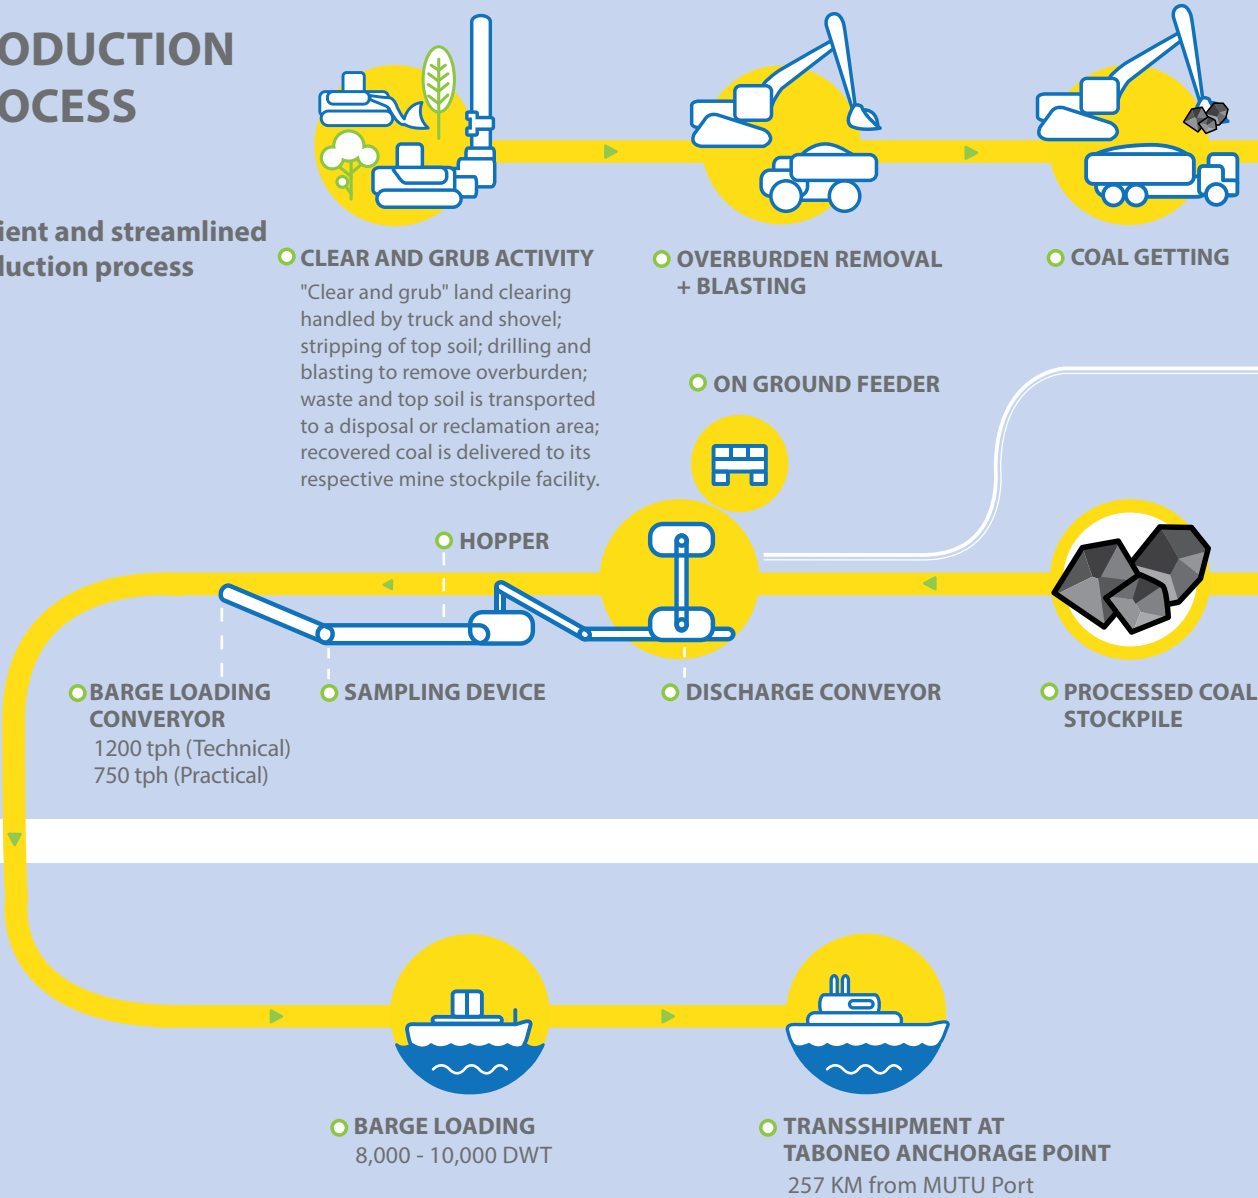 ODUCTION
OCESS
ient and streamlined
duction process
CLEAR AND GRUB ACTIVITY
"Clear and grub" land clearing
handled by truck and shovel;
stripping of top soil; drilling and
blasting to remove overburden;
waste and top soil is transported
to a disposal or reclamation area;
recovered coal is delivered to its
respective mine stockpile facility.
OVERBURDEN REMOVAL
+ BLASTING
COAL GETTING
ON GROUND FEEDER
HOPPER
BARGE LOADING
CONVERYOR
1200 tph (Technical)
750 tph (Practical)
SAMPLING DEVICE
DISCHARGE CONVEYOR
PROCESSED COAL
STOCKPILE
BARGE LOADING
8,000 - 10,000 DWT
TRANSSHIPMENT AT
TABONEO ANCHORAGE POINT
257 KM from MUTU Port